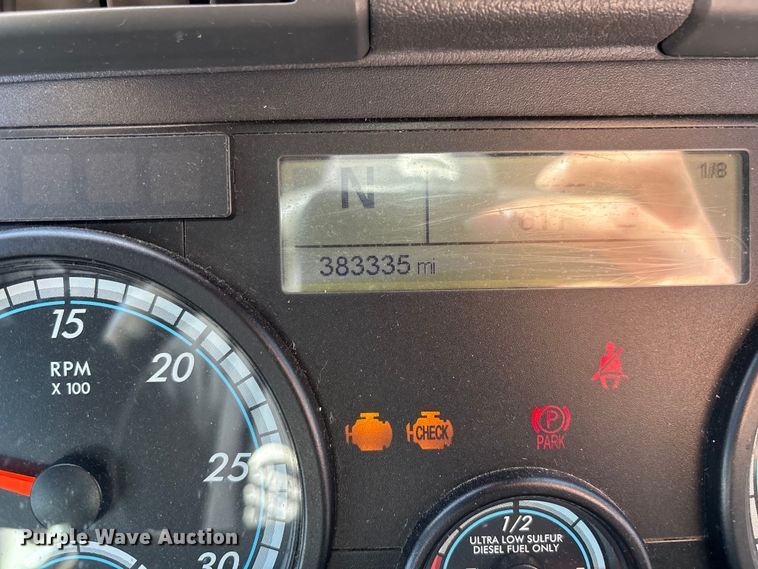 N
1/8
383335 mi
15
RPM
X 100
20
25
30
CHECK
P
PARK
1/2
ULTRA LOW SULFUR
DIESEL FUEL ONLY
Purple Wave Auction